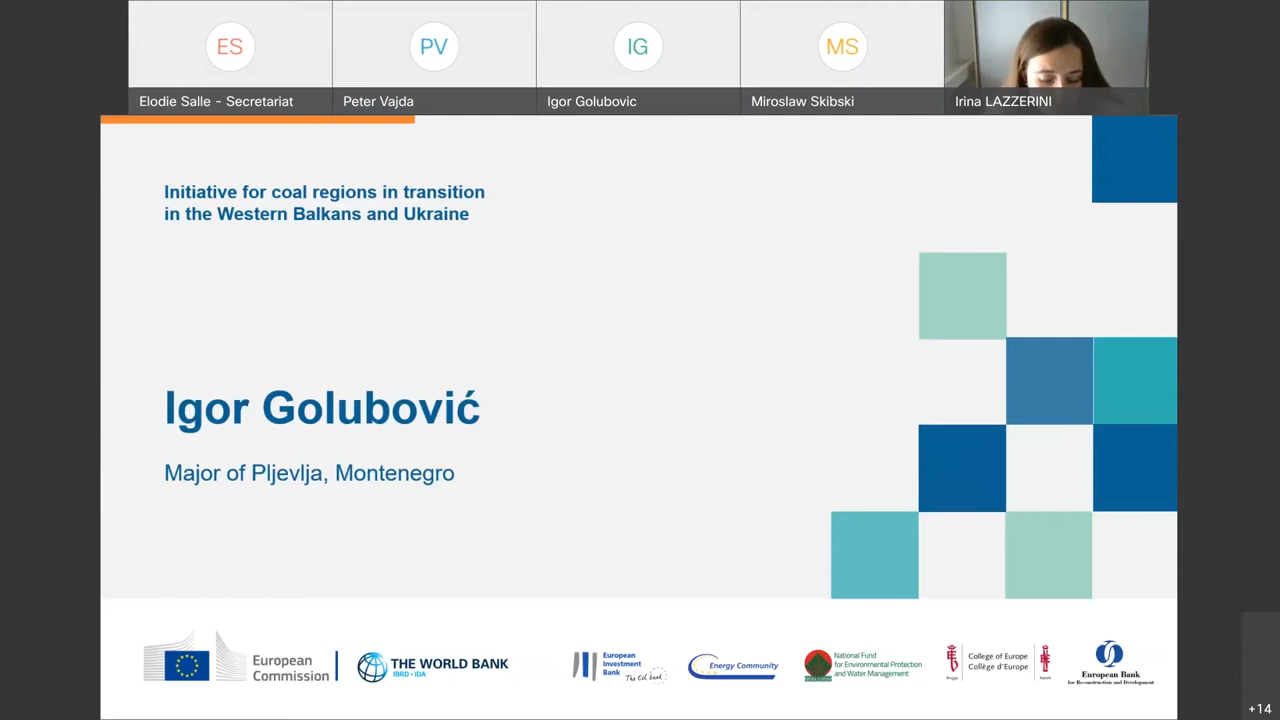 ES
PV
IG
MS
Elodie Salle - Secretariat
Peter Vajda
Igor Golubovic
Miroslaw Skibski
Irina LAZZERINI
Initiative for coal regions in transition
in the Western Balkans and Ukraine
Igor Golubović
Major of Pljevlja, Montenegro
European
Commission
THE WORLD BANK
IBRD • IDA
European
Investment
Bank
The EU bank
Energy Community
National Fund
for Environmental Protection
and Water Management
College of Europe
Collège d'Europe
European Bank
for Reconstruction and Development
+14